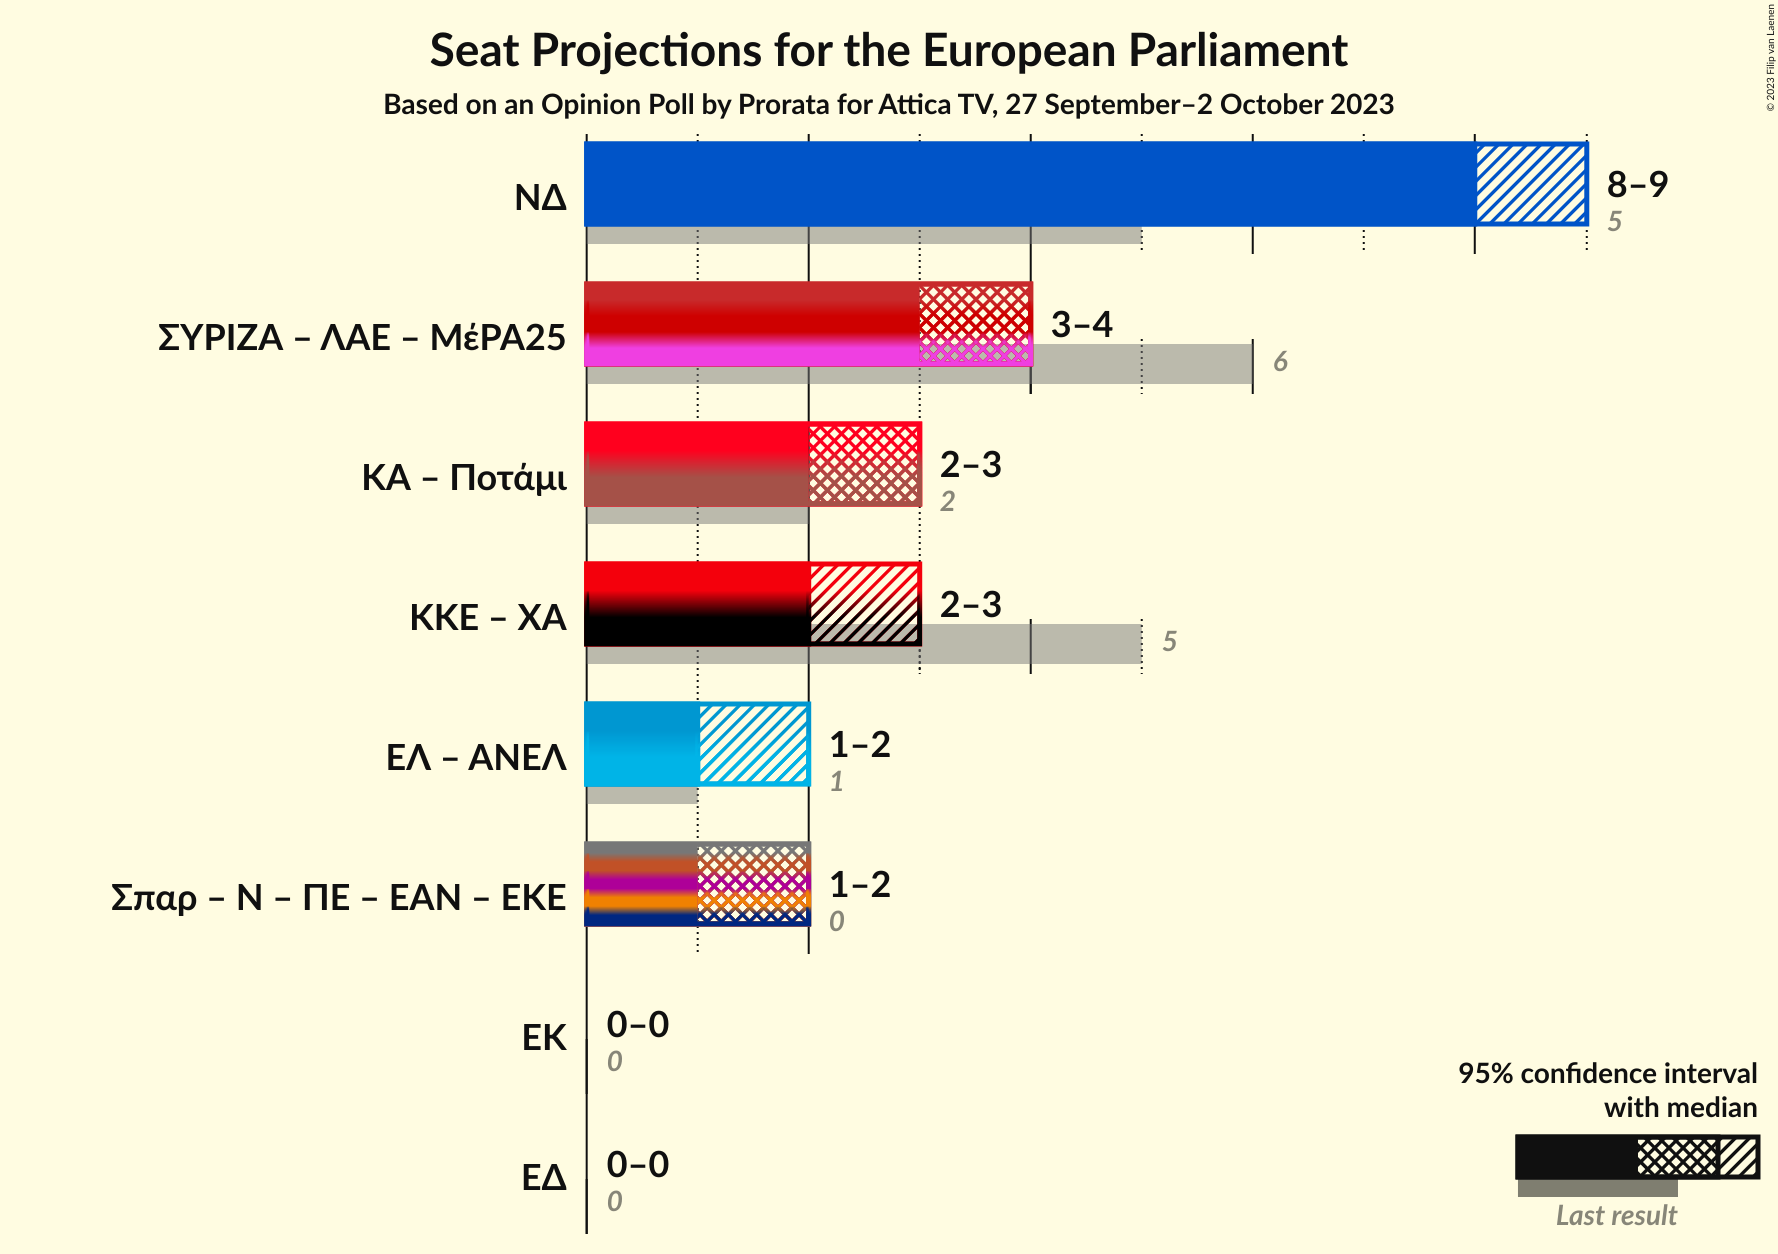 Seat Projections for the European Parliament
Based on an Opinion Poll by Prorata for Attica TV, 27 September–2 October 2023
© 2023 Filip van Laenen
ΝΔ
8–9
5
ΣΥΡΙΖΑ – ΛΑΕ – ΜέΡΑ25
3–4
6
ΚΑ – Ποτάμι
2–3
2
ΚΚΕ – ΧΑ
2–3
5
ΕΛ – ΑΝΕΛ
1–2
1
Σπαρ – Ν – ΠΕ – ΕΑΝ – ΕΚΕ
1–2
0
ΕΚ
0–0
0
ΕΔ
0–0
0
95% confidence interval
with median
Last result